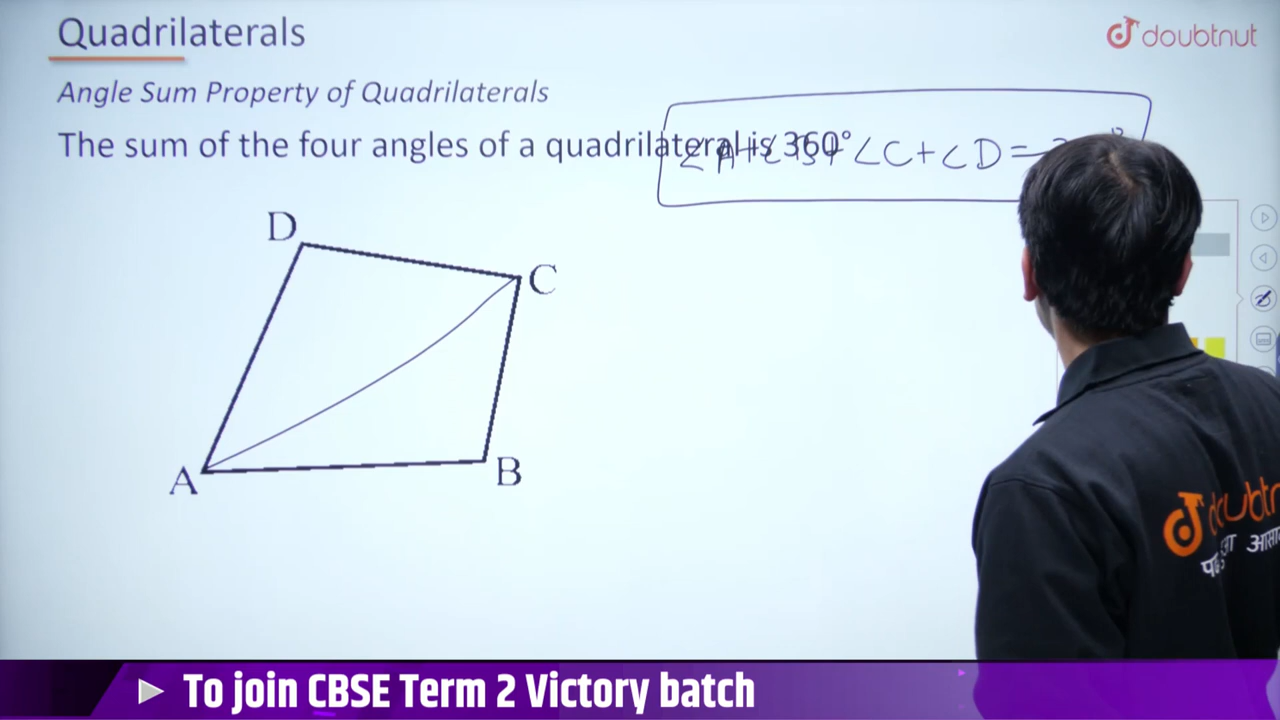 Quadrilaterals
doubtnut
Angle Sum Property of Quadrilaterals
The sum of the four angles of a quadrilateral is 360°
∠A+∠B+∠C+∠D=
D
C
A
B
To join CBSE Term 2 Victory batch